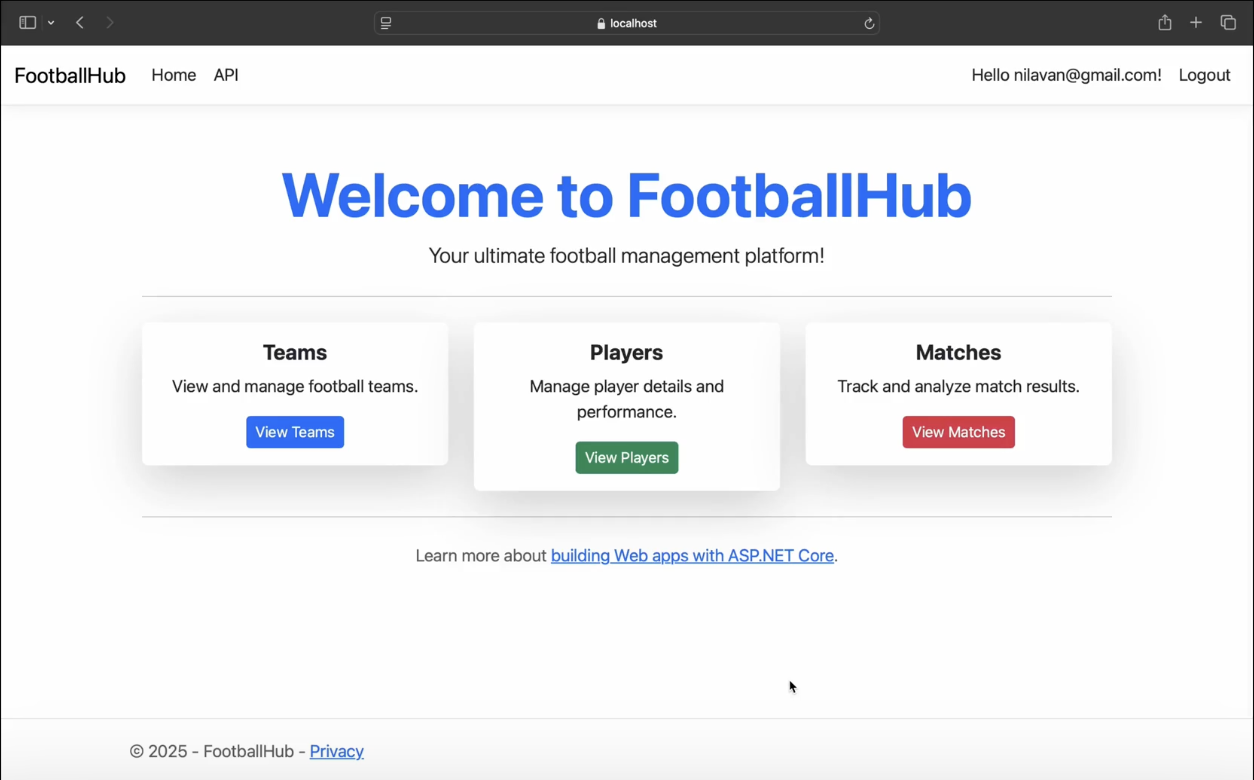 localhost
FootballHub Home API Hello nilavan@gmail.com! Logout
Welcome to FootballHub
Your ultimate football management platform!
Teams
View and manage football teams.
View Teams
Players
Manage player details and
performance.
View Players
Matches
Track and analyze match results.
View Matches
Learn more about building Web apps with ASP.NET Core.
© 2025 - FootballHub - Privacy